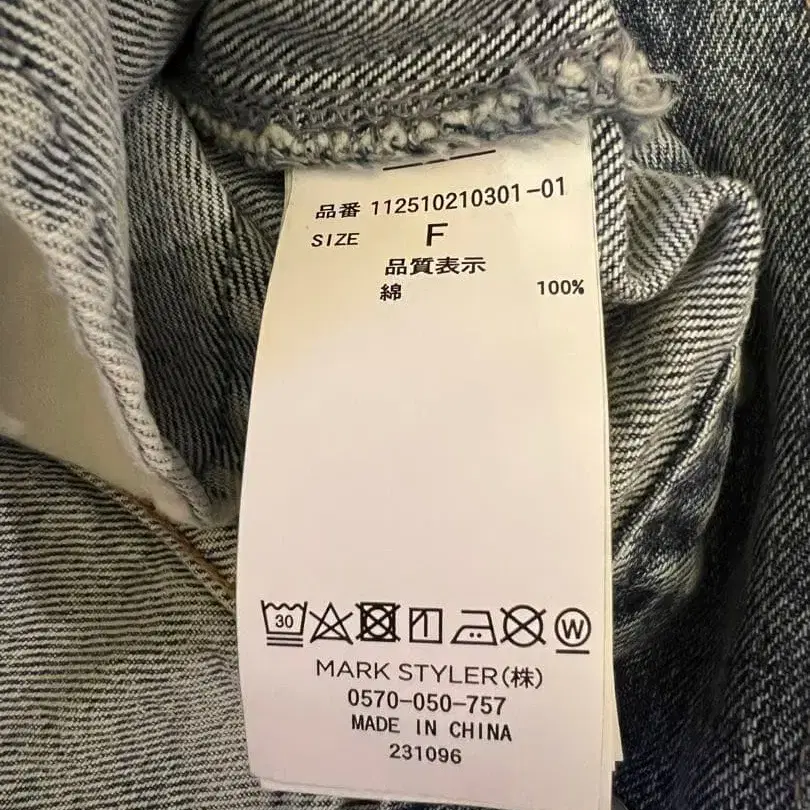 品番 112510210301-01
SIZE F
品質表示
綿 100%
30 W
MARK STYLER(株)
0570-050-757
MADE IN CHINA
231096